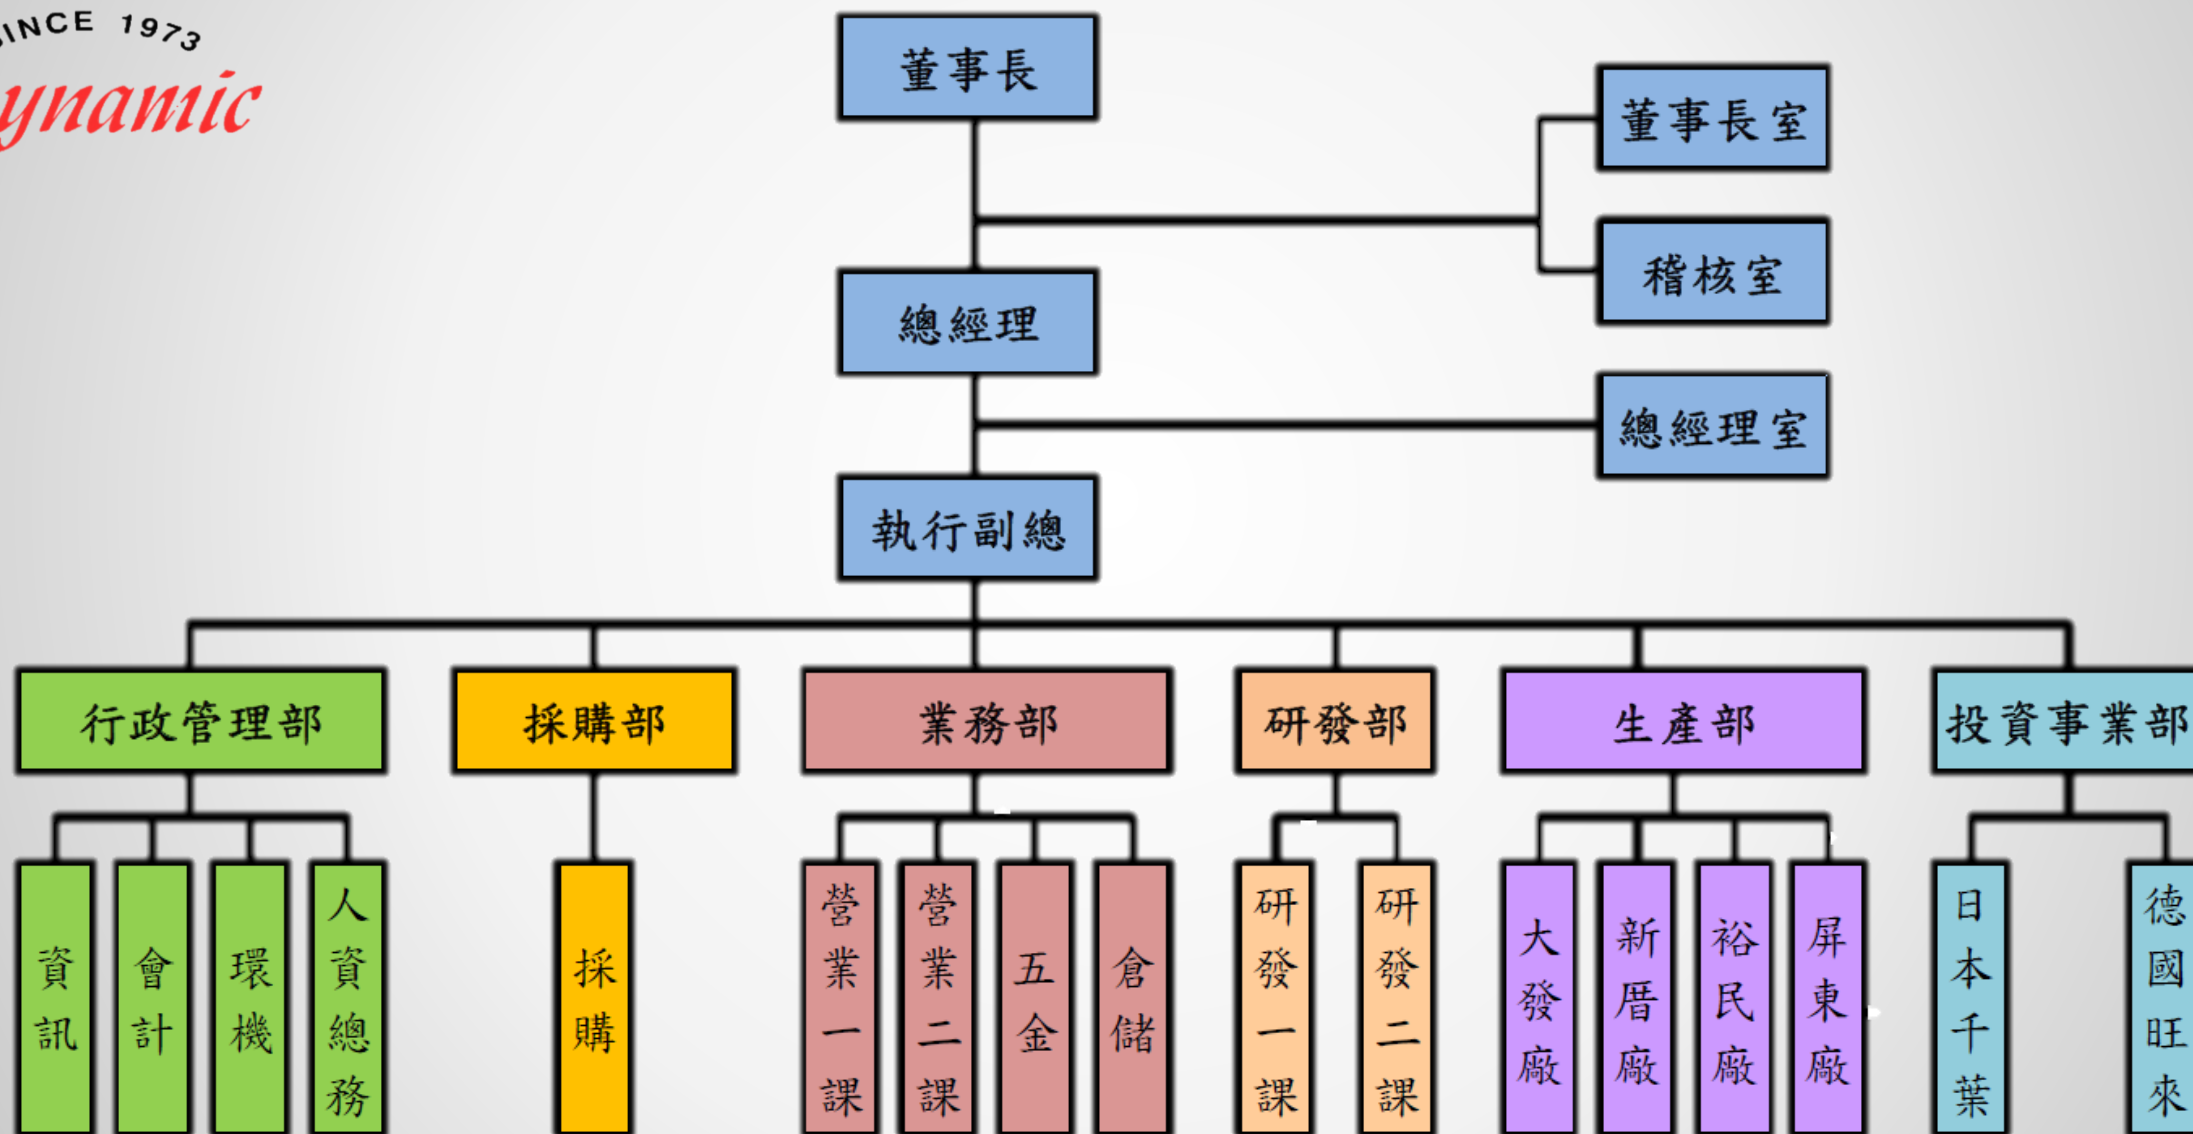 SINCE 1973
ynamic
董事長
董事長室
稽核室
總經理
總經理室
執行副總
行政管理部
採購部
業務部
研發部
生產部
投資事業部
資訊
會計
環機
人資總務
採購
營業一課
營業二課
五金
倉儲
研發一課
研發二課
大發廠
新厝廠
裕民廠
屏東廠
日本千葉
德國旺來